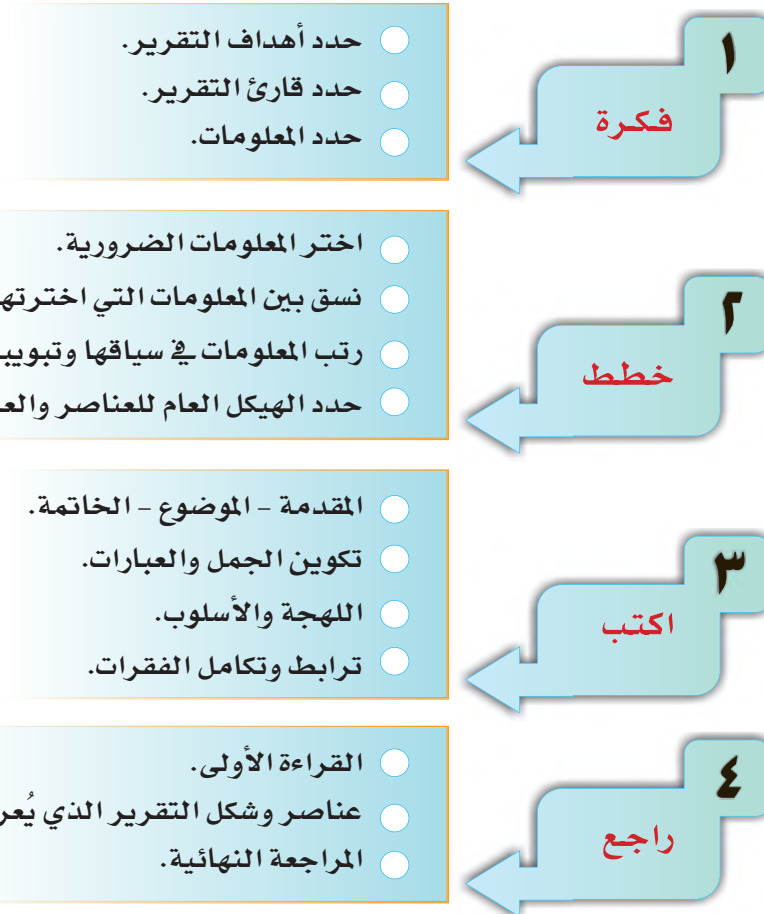 ١
فكرة
حدد أهداف التقرير.
حدد قارئ التقرير.
حدد المعلومات.
٢
خطط
اختر المعلومات الضرورية.
نسق بين المعلومات التي اخترته
رتب المعلومات في سياقها وتبويب
حدد الهيكل العام للعناصر والع
٣
اكتب
المقدمة – الموضوع – الخاتمة.
تكوين الجمل والعبارات.
اللهجة والأسلوب.
ترابط وتكامل الفقرات.
٤
راجع
القراءة الأولى.
عناصر وشكل التقرير الذي يُعر
المراجعة النهائية.